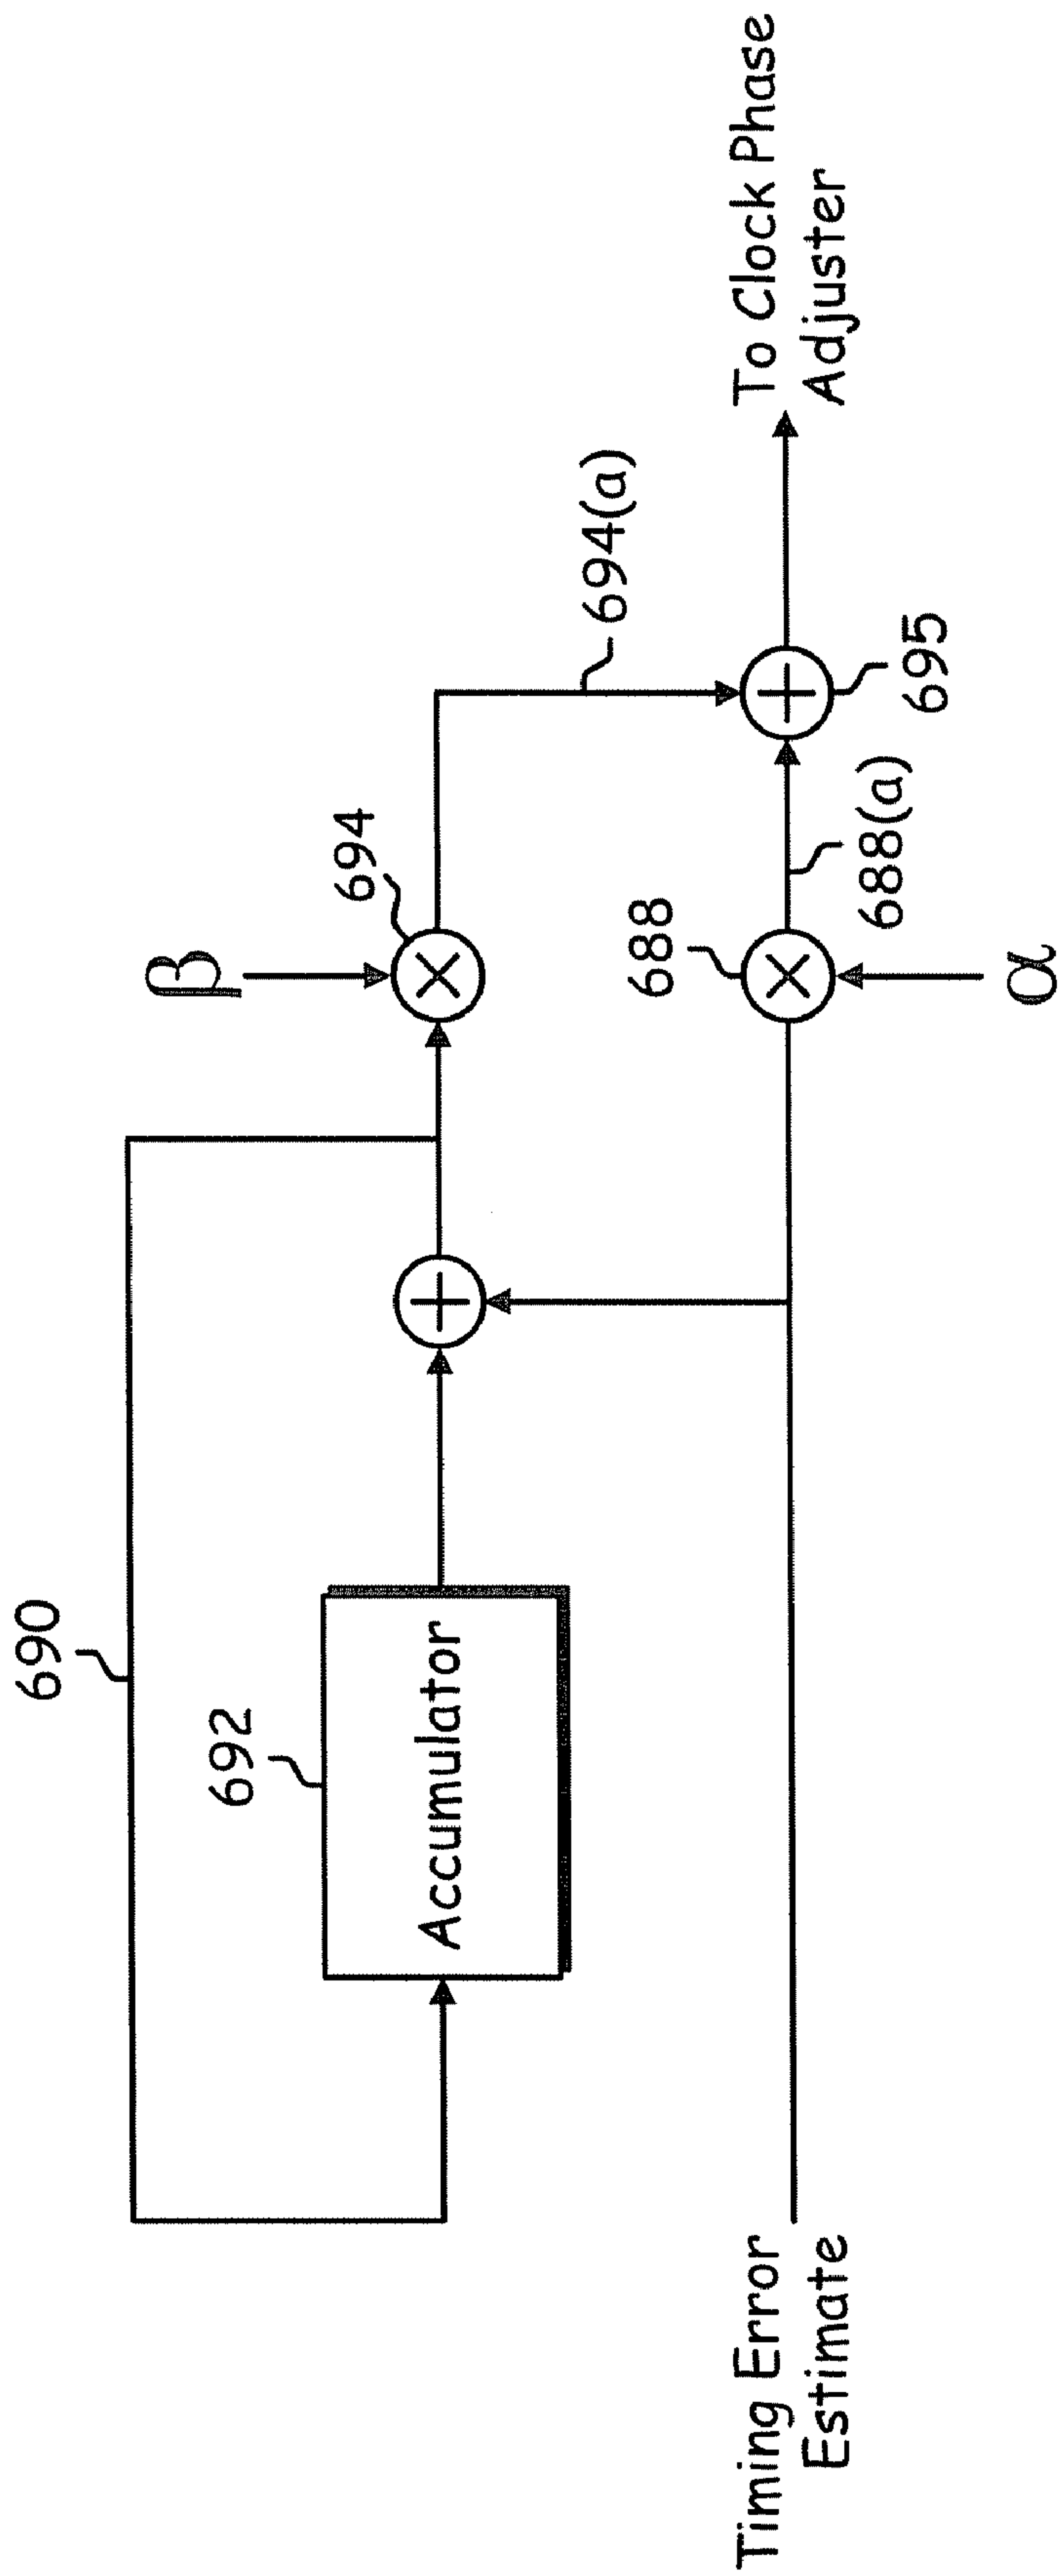 690
692
Accumulator
β
694
694(a)
688
688(a)
α
695
Timing Error
Estimate
To Clock Phase
Adjuster